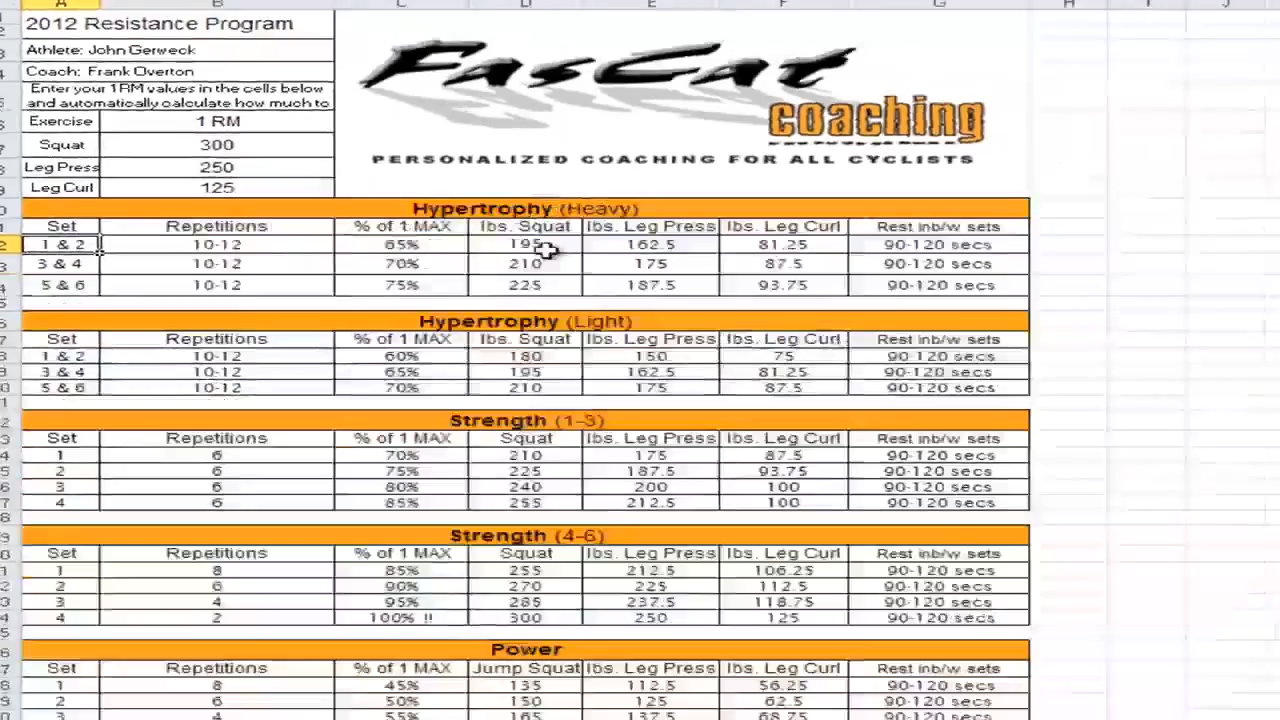 A B C D E F G H I J
2012 Resistance Program
Athlete: John Gerweck
Coach: Frank Overton
Enter your 1RM values in the cells below
and automatically calculate how much to
Exercise 1 RM
Squat 300
Leg Press 250
Leg Curl 125
FasCat
coaching
PERSONALIZED COACHING FOR ALL CYCLISTS
Hypertrophy (Heavy)
Set Repetitions % of 1 MAX lbs. Squat lbs. Leg Press lbs. Leg Curl Rest inb/w sets
1 & 2 10-12 65% 195 162.5 81.25 90-120 secs
3 & 4 10-12 70% 210 175 87.5 90-120 secs
5 & 6 10-12 75% 225 187.5 93.75 90-120 secs
Hypertrophy (Light)
Set Repetitions % of 1 MAX lbs. Squat lbs. Leg Press lbs. Leg Curl Rest inb/w sets
1 & 2 10-12 60% 180 150 75 90-120 secs
3 & 4 10-12 65% 195 162.5 81.25 90-120 secs
5 & 6 10-12 70% 210 175 87.5 90-120 secs
Strength (1-3)
Set Repetitions % of 1 MAX Squat lbs. Leg Press lbs. Leg Curl Rest inb/w sets
1 6 70% 210 175 87.5 90-120 secs
2 6 75% 225 187.5 93.75 90-120 secs
3 6 80% 240 200 100 90-120 secs
4 6 85% 255 212.5 100 90-120 secs
Strength (4-6)
Set Repetitions % of 1 MAX Squat lbs. Leg Press lbs. Leg Curl Rest inb/w sets
1 8 85% 255 212.5 106.25 90-120 secs
2 6 90% 270 225 112.5 90-120 secs
3 4 95% 285 237.5 118.75 90-120 secs
4 2 100% !! 300 250 125 90-120 secs
Power
Set Repetitions % of 1 MAX Jump Squat lbs. Leg Press lbs. Leg Curl Rest inb/w sets
1 8 45% 135 112.5 56.25 90-120 secs
2 6 50% 150 125 62.5 90-120 secs
3 4 55% 165 137.5 68.75 90-120 secs